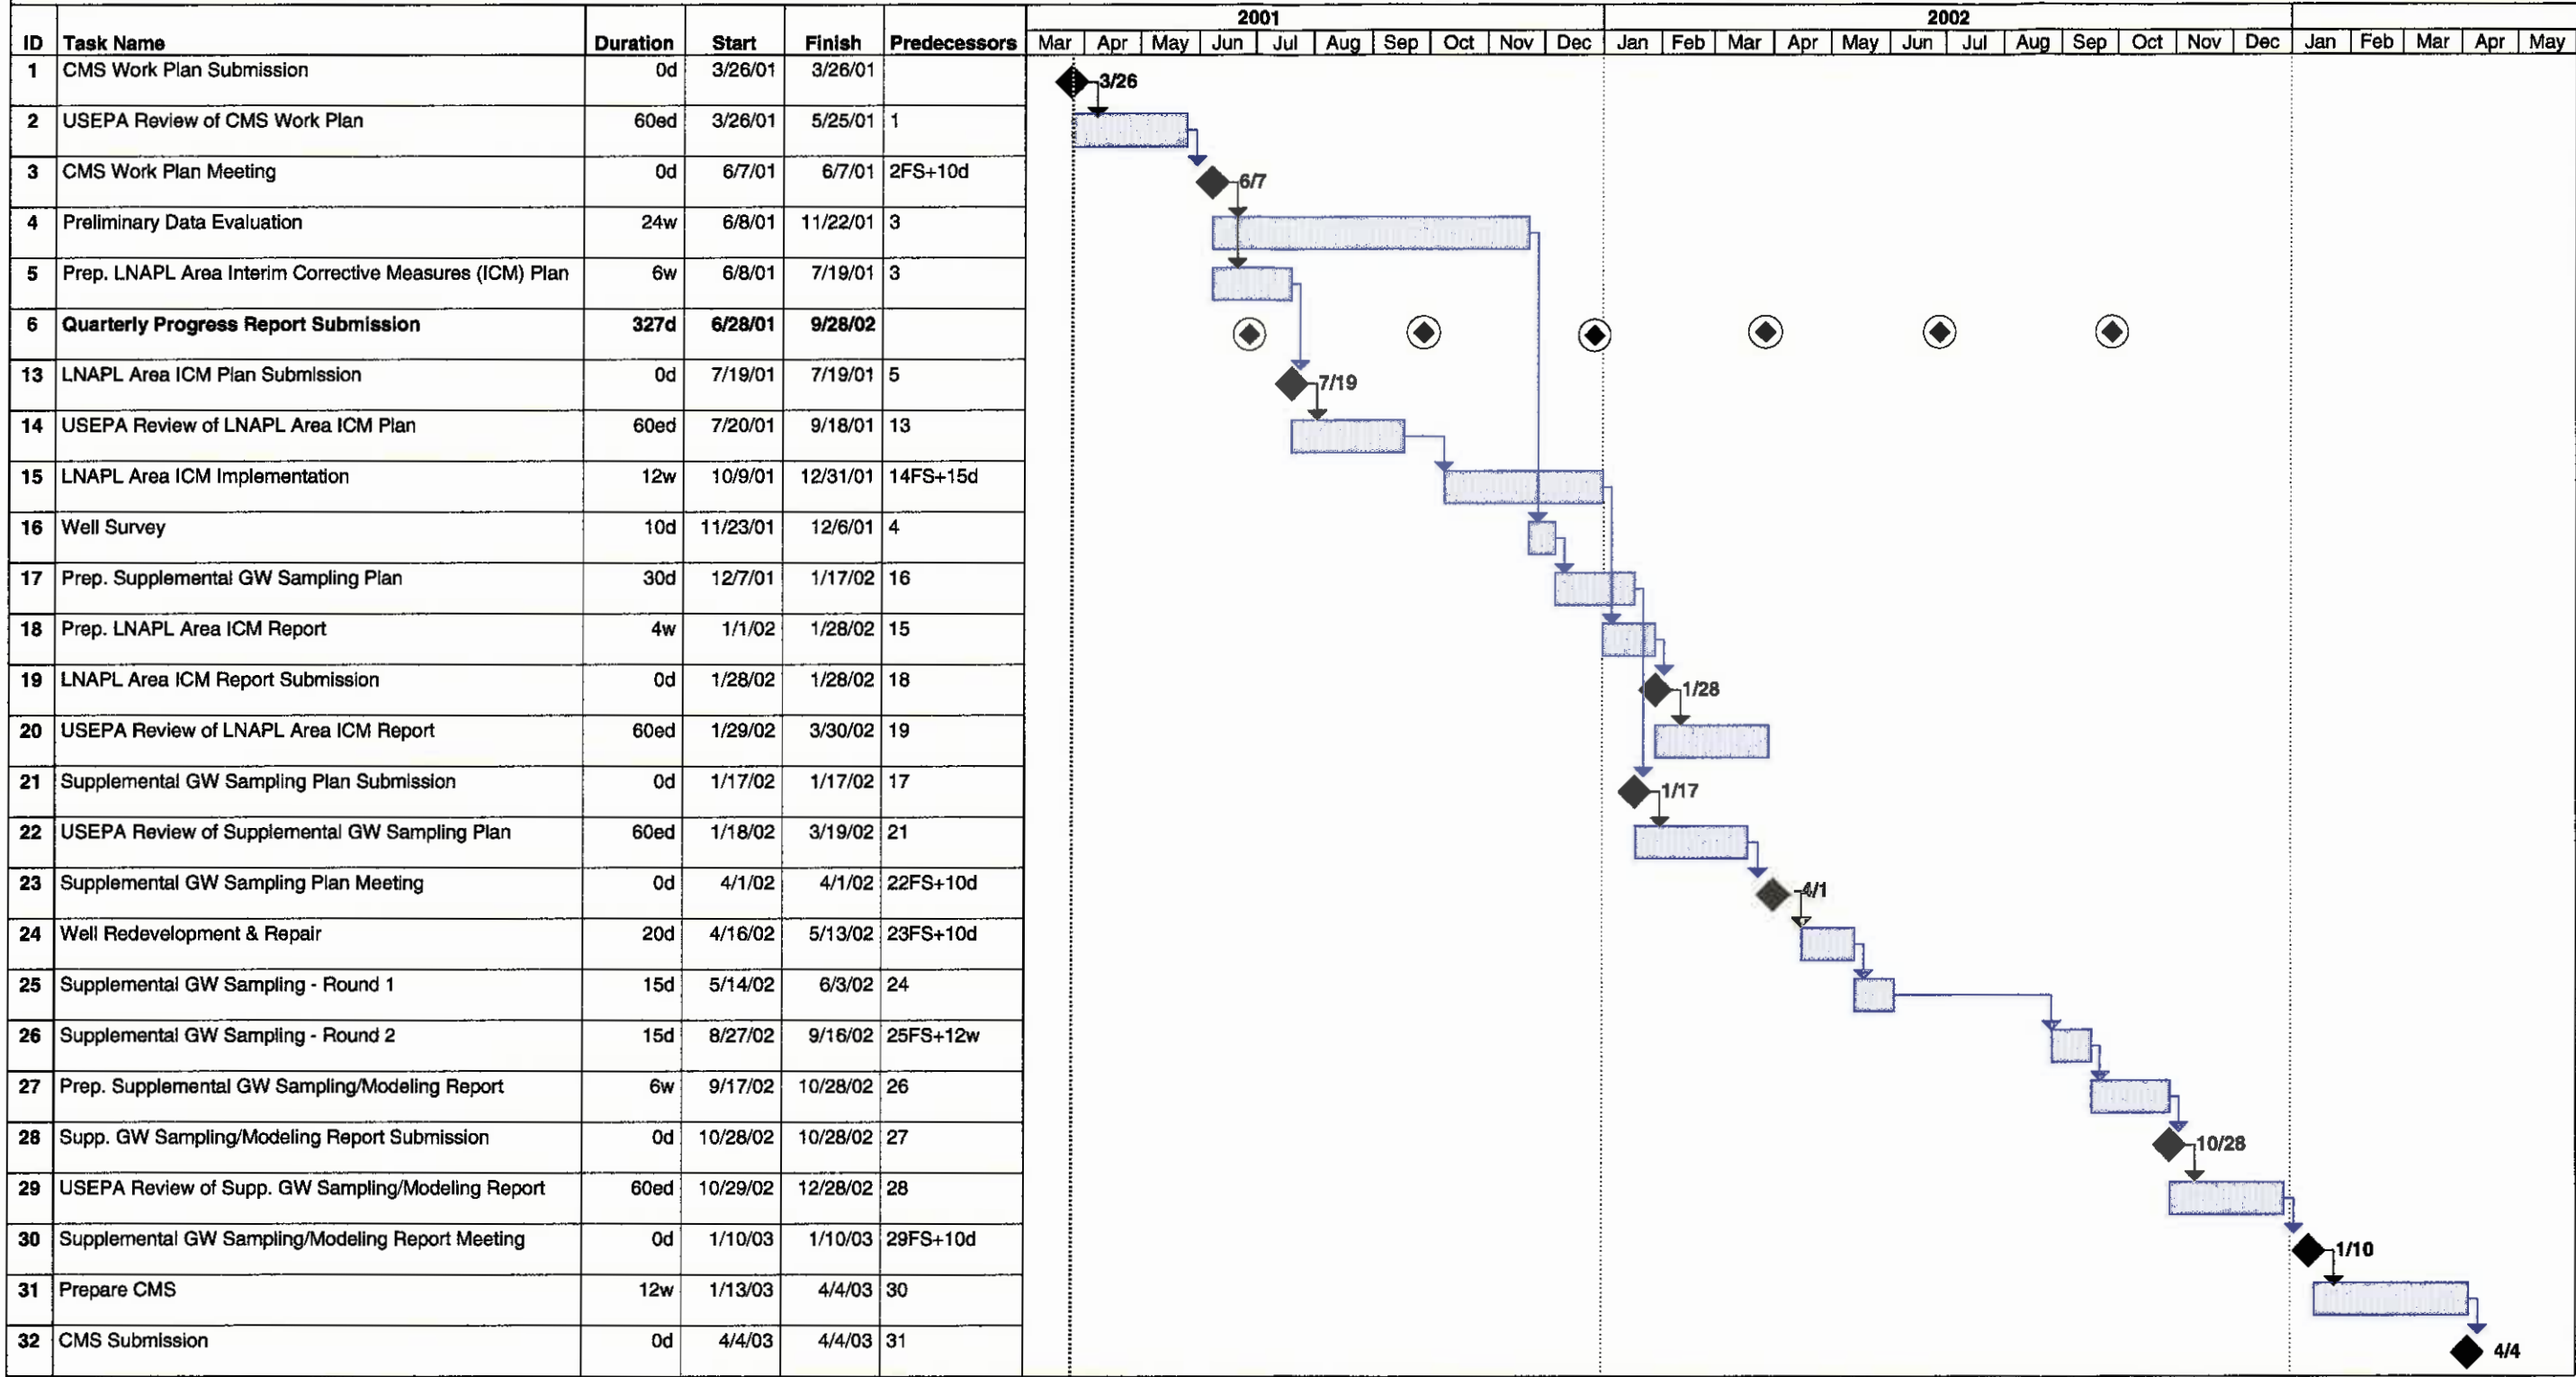 2001 2002
ID Task Name Duration Start Finish Predecessors Mar Apr May Jun Jul Aug Sep Oct Nov Dec Jan Feb Mar Apr May Jun Jul Aug Sep Oct Nov Dec Jan Feb Mar Apr May
1 CMS Work Plan Submission 0d 3/26/01 3/26/01 3/26
2 USEPA Review of CMS Work Plan 60ed 3/26/01 5/25/01 1
3 CMS Work Plan Meeting 0d 6/7/01 6/7/01 2FS+10d 6/7
4 Preliminary Data Evaluation 24w 6/8/01 11/22/01 3
5 Prep. LNAPL Area Interim Corrective Measures (ICM) Plan 6w 6/8/01 7/19/01 3
6 Quarterly Progress Report Submission 327d 6/28/01 9/28/02
13 LNAPL Area ICM Plan Submission 0d 7/19/01 7/19/01 5 7/19
14 USEPA Review of LNAPL Area ICM Plan 60ed 7/20/01 9/18/01 13
15 LNAPL Area ICM Implementation 12w 10/9/01 12/31/01 14FS+15d
16 Well Survey 10d 11/23/01 12/6/01 4
17 Prep. Supplemental GW Sampling Plan 30d 12/7/01 1/17/02 16
18 Prep. LNAPL Area ICM Report 4w 1/1/02 1/28/02 15
19 LNAPL Area ICM Report Submission 0d 1/28/02 1/28/02 18 1/28
20 USEPA Review of LNAPL Area ICM Report 60ed 1/29/02 3/30/02 19
21 Supplemental GW Sampling Plan Submission 0d 1/17/02 1/17/02 17 1/17
22 USEPA Review of Supplemental GW Sampling Plan 60ed 1/18/02 3/19/02 21
23 Supplemental GW Sampling Plan Meeting 0d 4/1/02 4/1/02 22FS+10d 4/1
24 Well Redevelopment & Repair 20d 4/16/02 5/13/02 23FS+10d
25 Supplemental GW Sampling - Round 1 15d 5/14/02 6/3/02 24
26 Supplemental GW Sampling - Round 2 15d 8/27/02 9/16/02 25FS+12w
27 Prep. Supplemental GW Sampling/Modeling Report 6w 9/17/02 10/28/02 26
28 Supp. GW Sampling/Modeling Report Submission 0d 10/28/02 10/28/02 27 10/28
29 USEPA Review of Supp. GW Sampling/Modeling Report 60ed 10/29/02 12/28/02 28
30 Supplemental GW Sampling/Modeling Report Meeting 0d 1/10/03 1/10/03 29FS+10d 1/10
31 Prepare CMS 12w 1/13/03 4/4/03 30
32 CMS Submission 0d 4/4/03 4/4/03 31 4/4